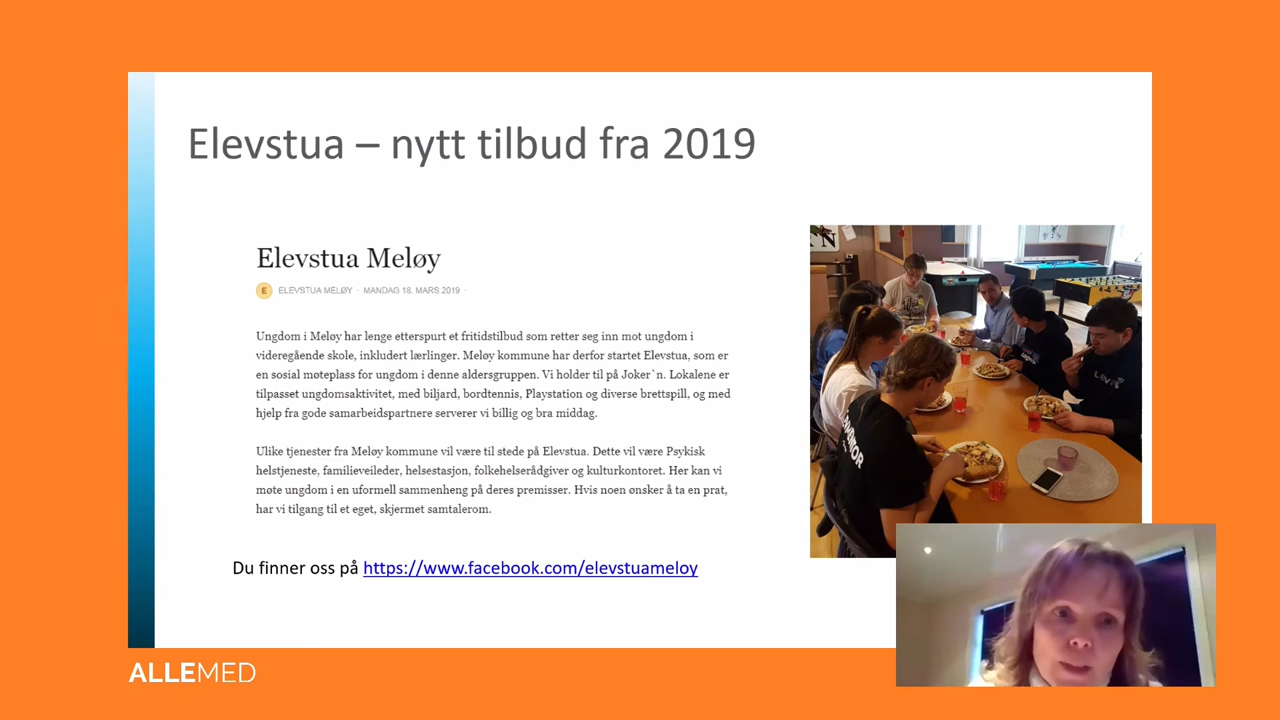 Elevstua – nytt tilbud fra 2019
Elevstua Meløy
E ELEVSTUA MELØY · MANDAG 18. MARS 2019 ·
Ungdom i Meløy har lenge etterspurt et fritidstilbud som retter seg inn mot ungdom i
videregående skole, inkludert lærlinger. Meløy kommune har derfor startet Elevstua, som er
en sosial møteplass for ungdom i denne aldersgruppen. Vi holder til på Joker`n. Lokalene er
tilpasset ungdomsaktivitet, med biljard, bordtennis, Playstation og diverse brettspill, og med
hjelp fra gode samarbeidspartnere serverer vi billig og bra middag.
Ulike tjenester fra Meløy kommune vil være til stede på Elevstua. Dette vil være Psykisk
helstjeneste, familieveileder, helsestasjon, folkehelserådgiver og kulturkontoret. Her kan vi
møte ungdom i en uformell sammenheng på deres premisser. Hvis noen ønsker å ta en prat,
har vi tilgang til et eget, skjermet samtalerom.
Du finner oss på https://www.facebook.com/elevstuameloy
ALLEMED